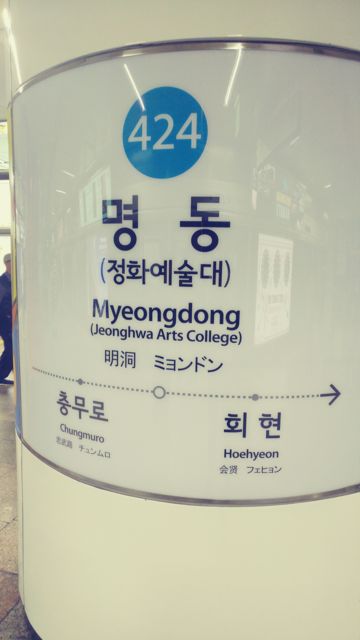 424
명동
(정화예술대)
Myeongdong
(Jeonghwa Arts College)
明洞 ミョンドン
충무로
Chungmuro
忠武路 チュンムロ
회현
Hoehyeon
会贤 フェヒョン